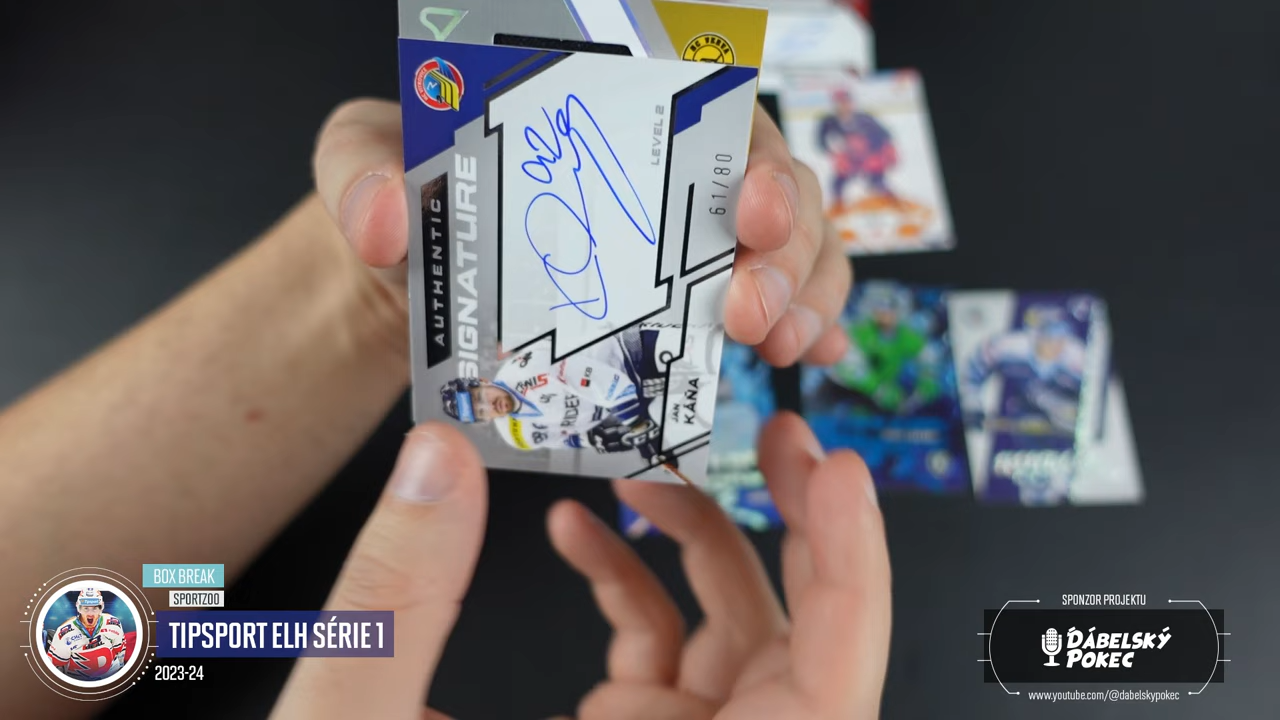 AUTHENTIC
SIGNATURE
LEVEL 2
61/80
JAN
KÁŇA
BOX BREAK
SPORTZOO
TIPSPORT ELH SÉRIE 1
2023-24
SPONZOR PROJEKTU
ĎÁBELSKÝ
POKEC
www.youtube.com/@dabelskypokec